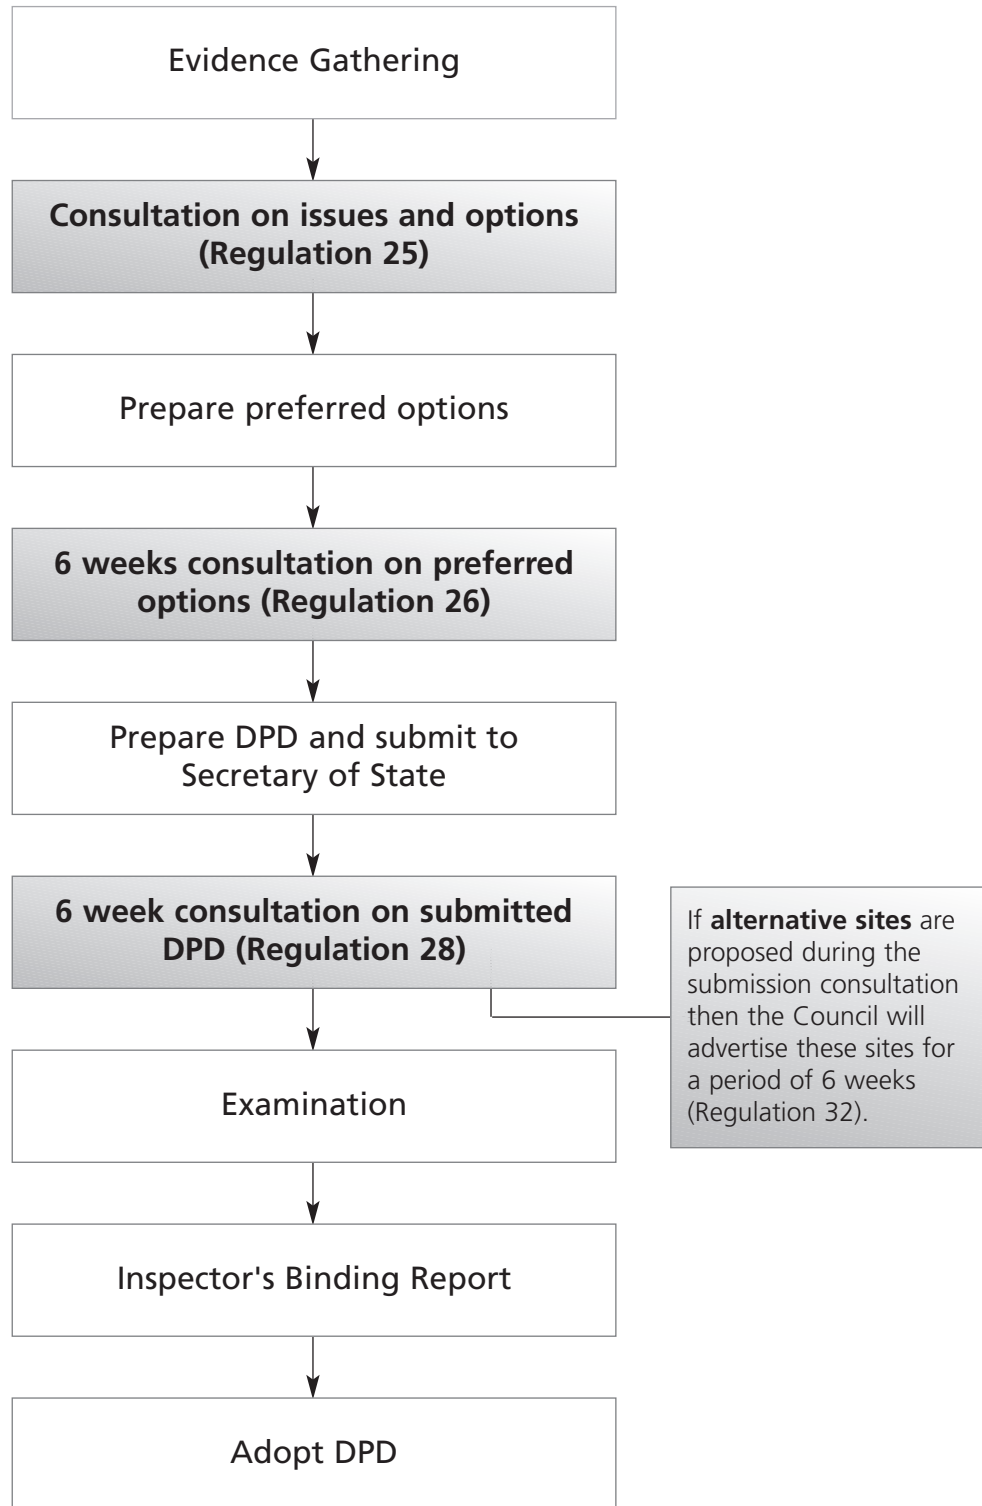 Evidence Gathering
Consultation on issues and options
(Regulation 25)
Prepare preferred options
6 weeks consultation on preferred
options (Regulation 26)
Prepare DPD and submit to
Secretary of State
6 week consultation on submitted
DPD (Regulation 28)
If alternative sites are
proposed during the
submission consultation
then the Council will
advertise these sites for
a period of 6 weeks
(Regulation 32).
Examination
Inspector's Binding Report
Adopt DPD